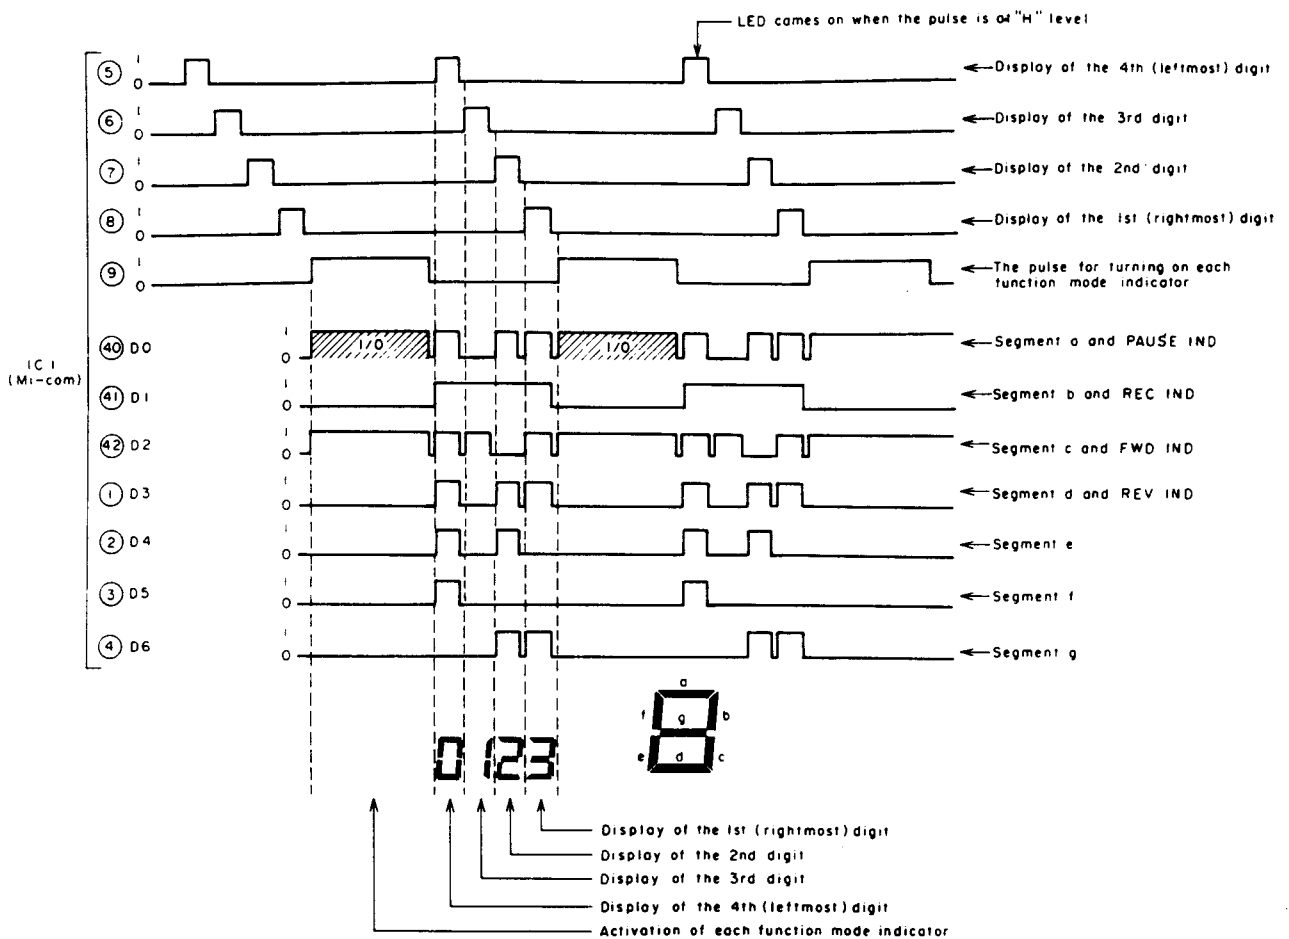 LED cames on when the pulse is at "H" level
5 1 0 Display of the 4th (leftmost) digit
6 1 0 Display of the 3rd digit
7 1 0 Display of the 2nd digit
8 1 0 Display of the 1st (rightmost) digit
9 1 0 The pulse for turning on each
function mode indicator
IC 1
(Mi-com)
40 D0 1 0 1/0 1/0 Segment a and PAUSE IND
41 D1 1 0 Segment b and REC IND
42 D2 1 0 Segment c and FWD IND
1 D3 1 0 Segment d and REV IND
2 D4 1 0 Segment e
3 D5 1 0 Segment f
4 D6 1 0 Segment g
a
f g b
e d c
0123
Display of the 1st (rightmost) digit
Display of the 2nd digit
Display of the 3rd digit
Display of the 4th (leftmost) digit
Activation of each function mode indicator